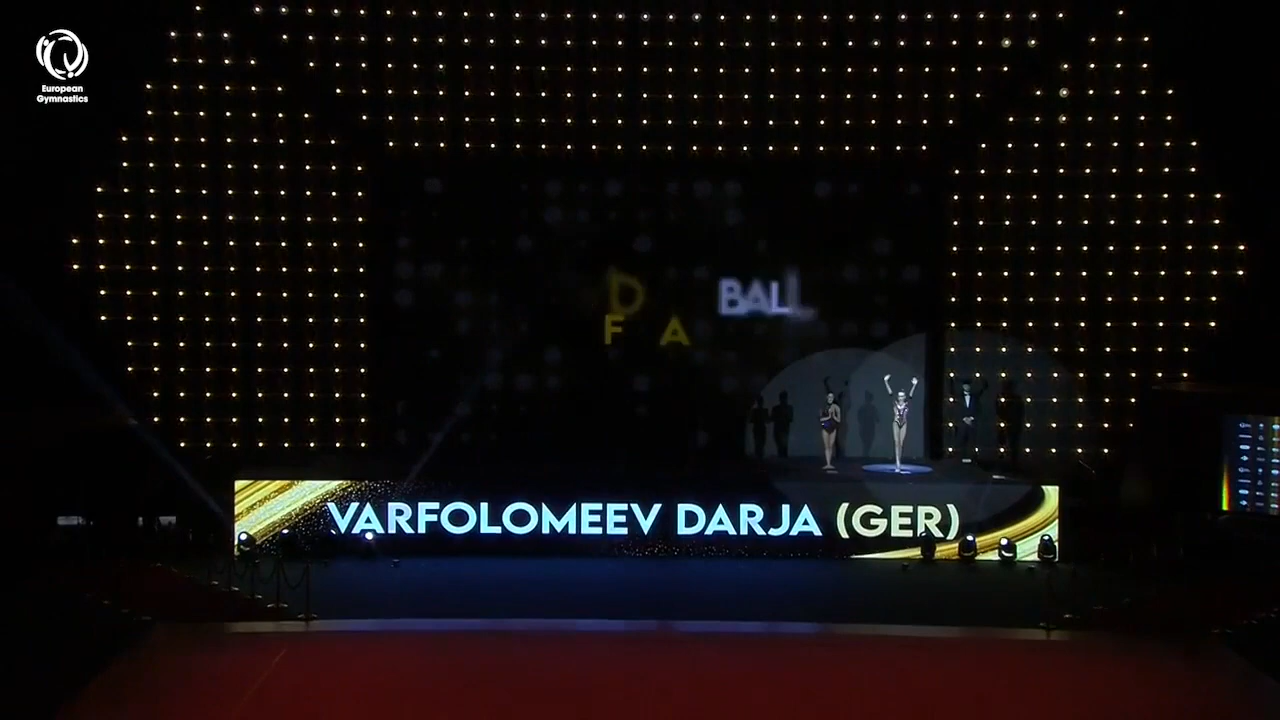 European
Gymnastics
D BALL
F A
VARFOLOMEEV DARJA (GER)